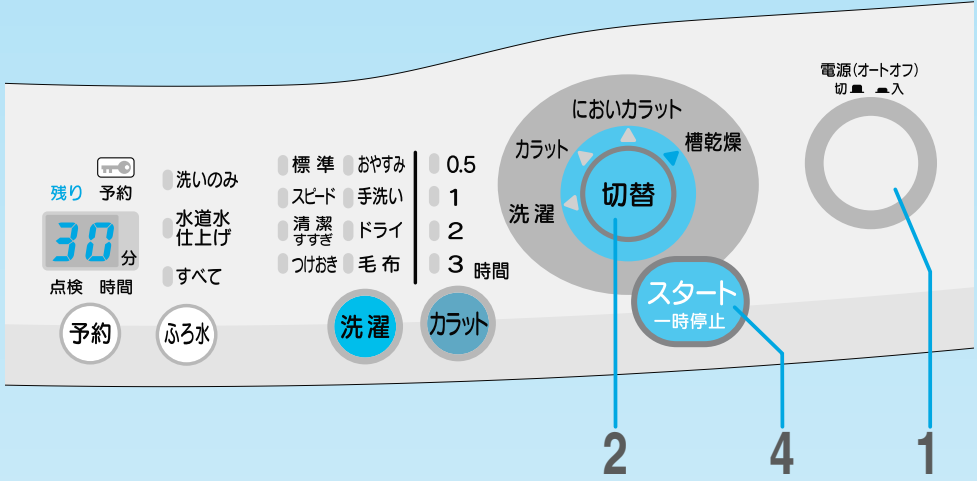 電源(オートオフ)
切 入
においカラット
カラット
槽乾燥
洗濯
切替
スタート
一時停止
残り 予約
30分
点検 時間
予約
洗いのみ
水道水
仕上げ
すべて
ふろ水
標準 おやすみ
スピード 手洗い
清潔
すすぎ
ドライ
つけおき 毛布
洗濯
0.5
1
2
3 時間
カラット
2
4
1